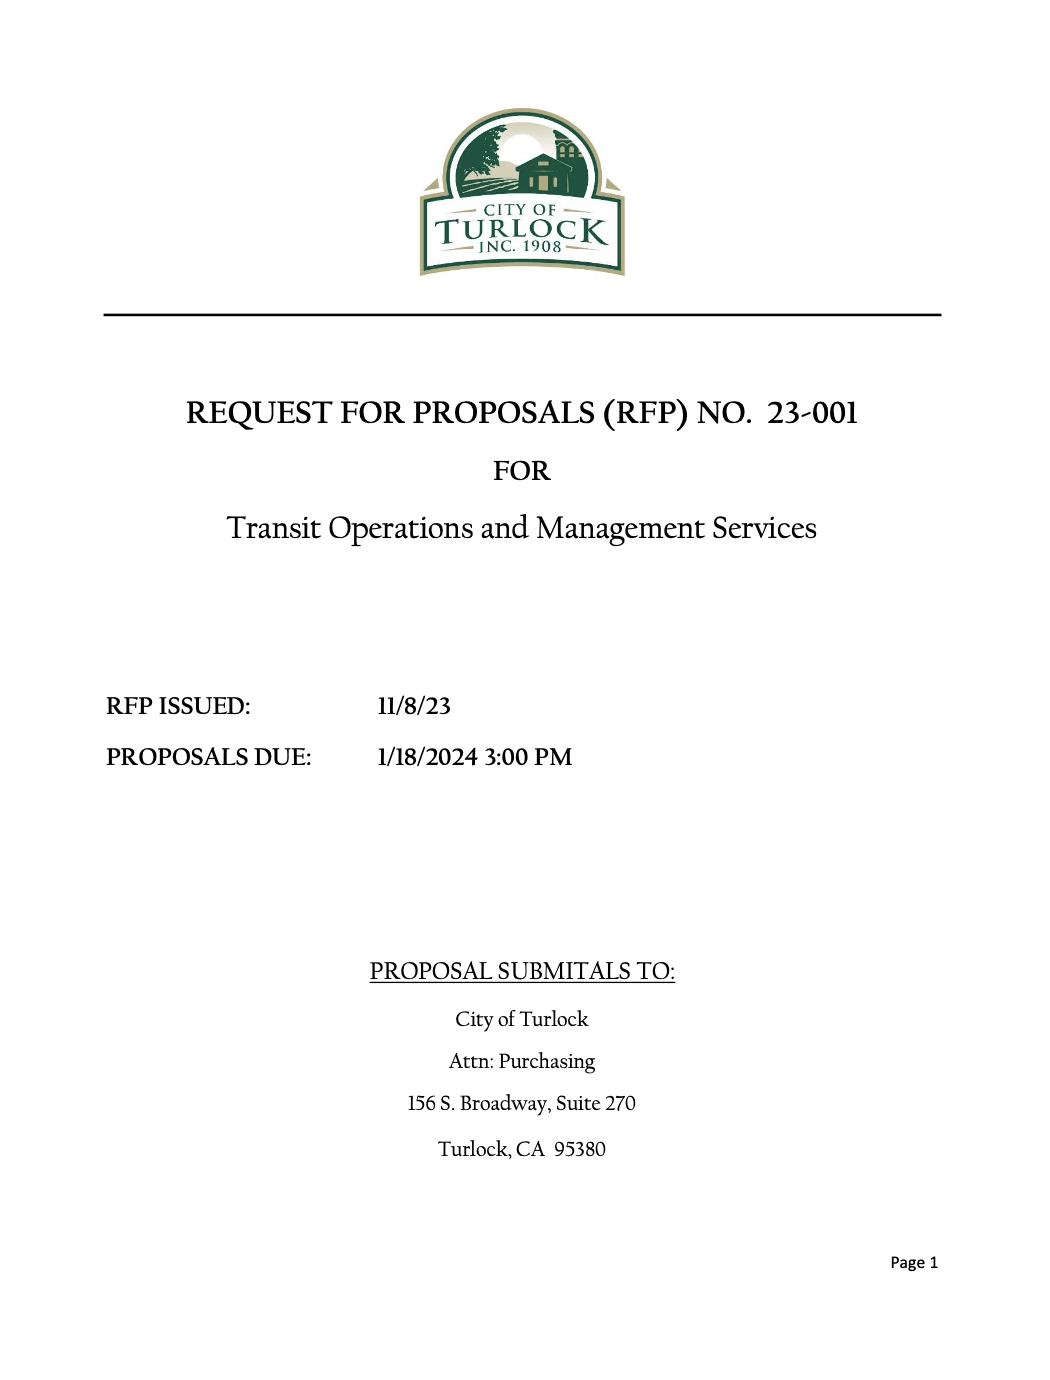 CITY OF
TURLOCK
INC. 1908
REQUEST FOR PROPOSALS (RFP) NO.  23-001
FOR
Transit Operations and Management Services
RFP ISSUED: 11/8/23
PROPOSALS DUE: 1/18/2024 3:00 PM
PROPOSAL SUBMITALS TO:
City of Turlock
Attn: Purchasing
156 S. Broadway, Suite 270
Turlock, CA  95380
Page 1